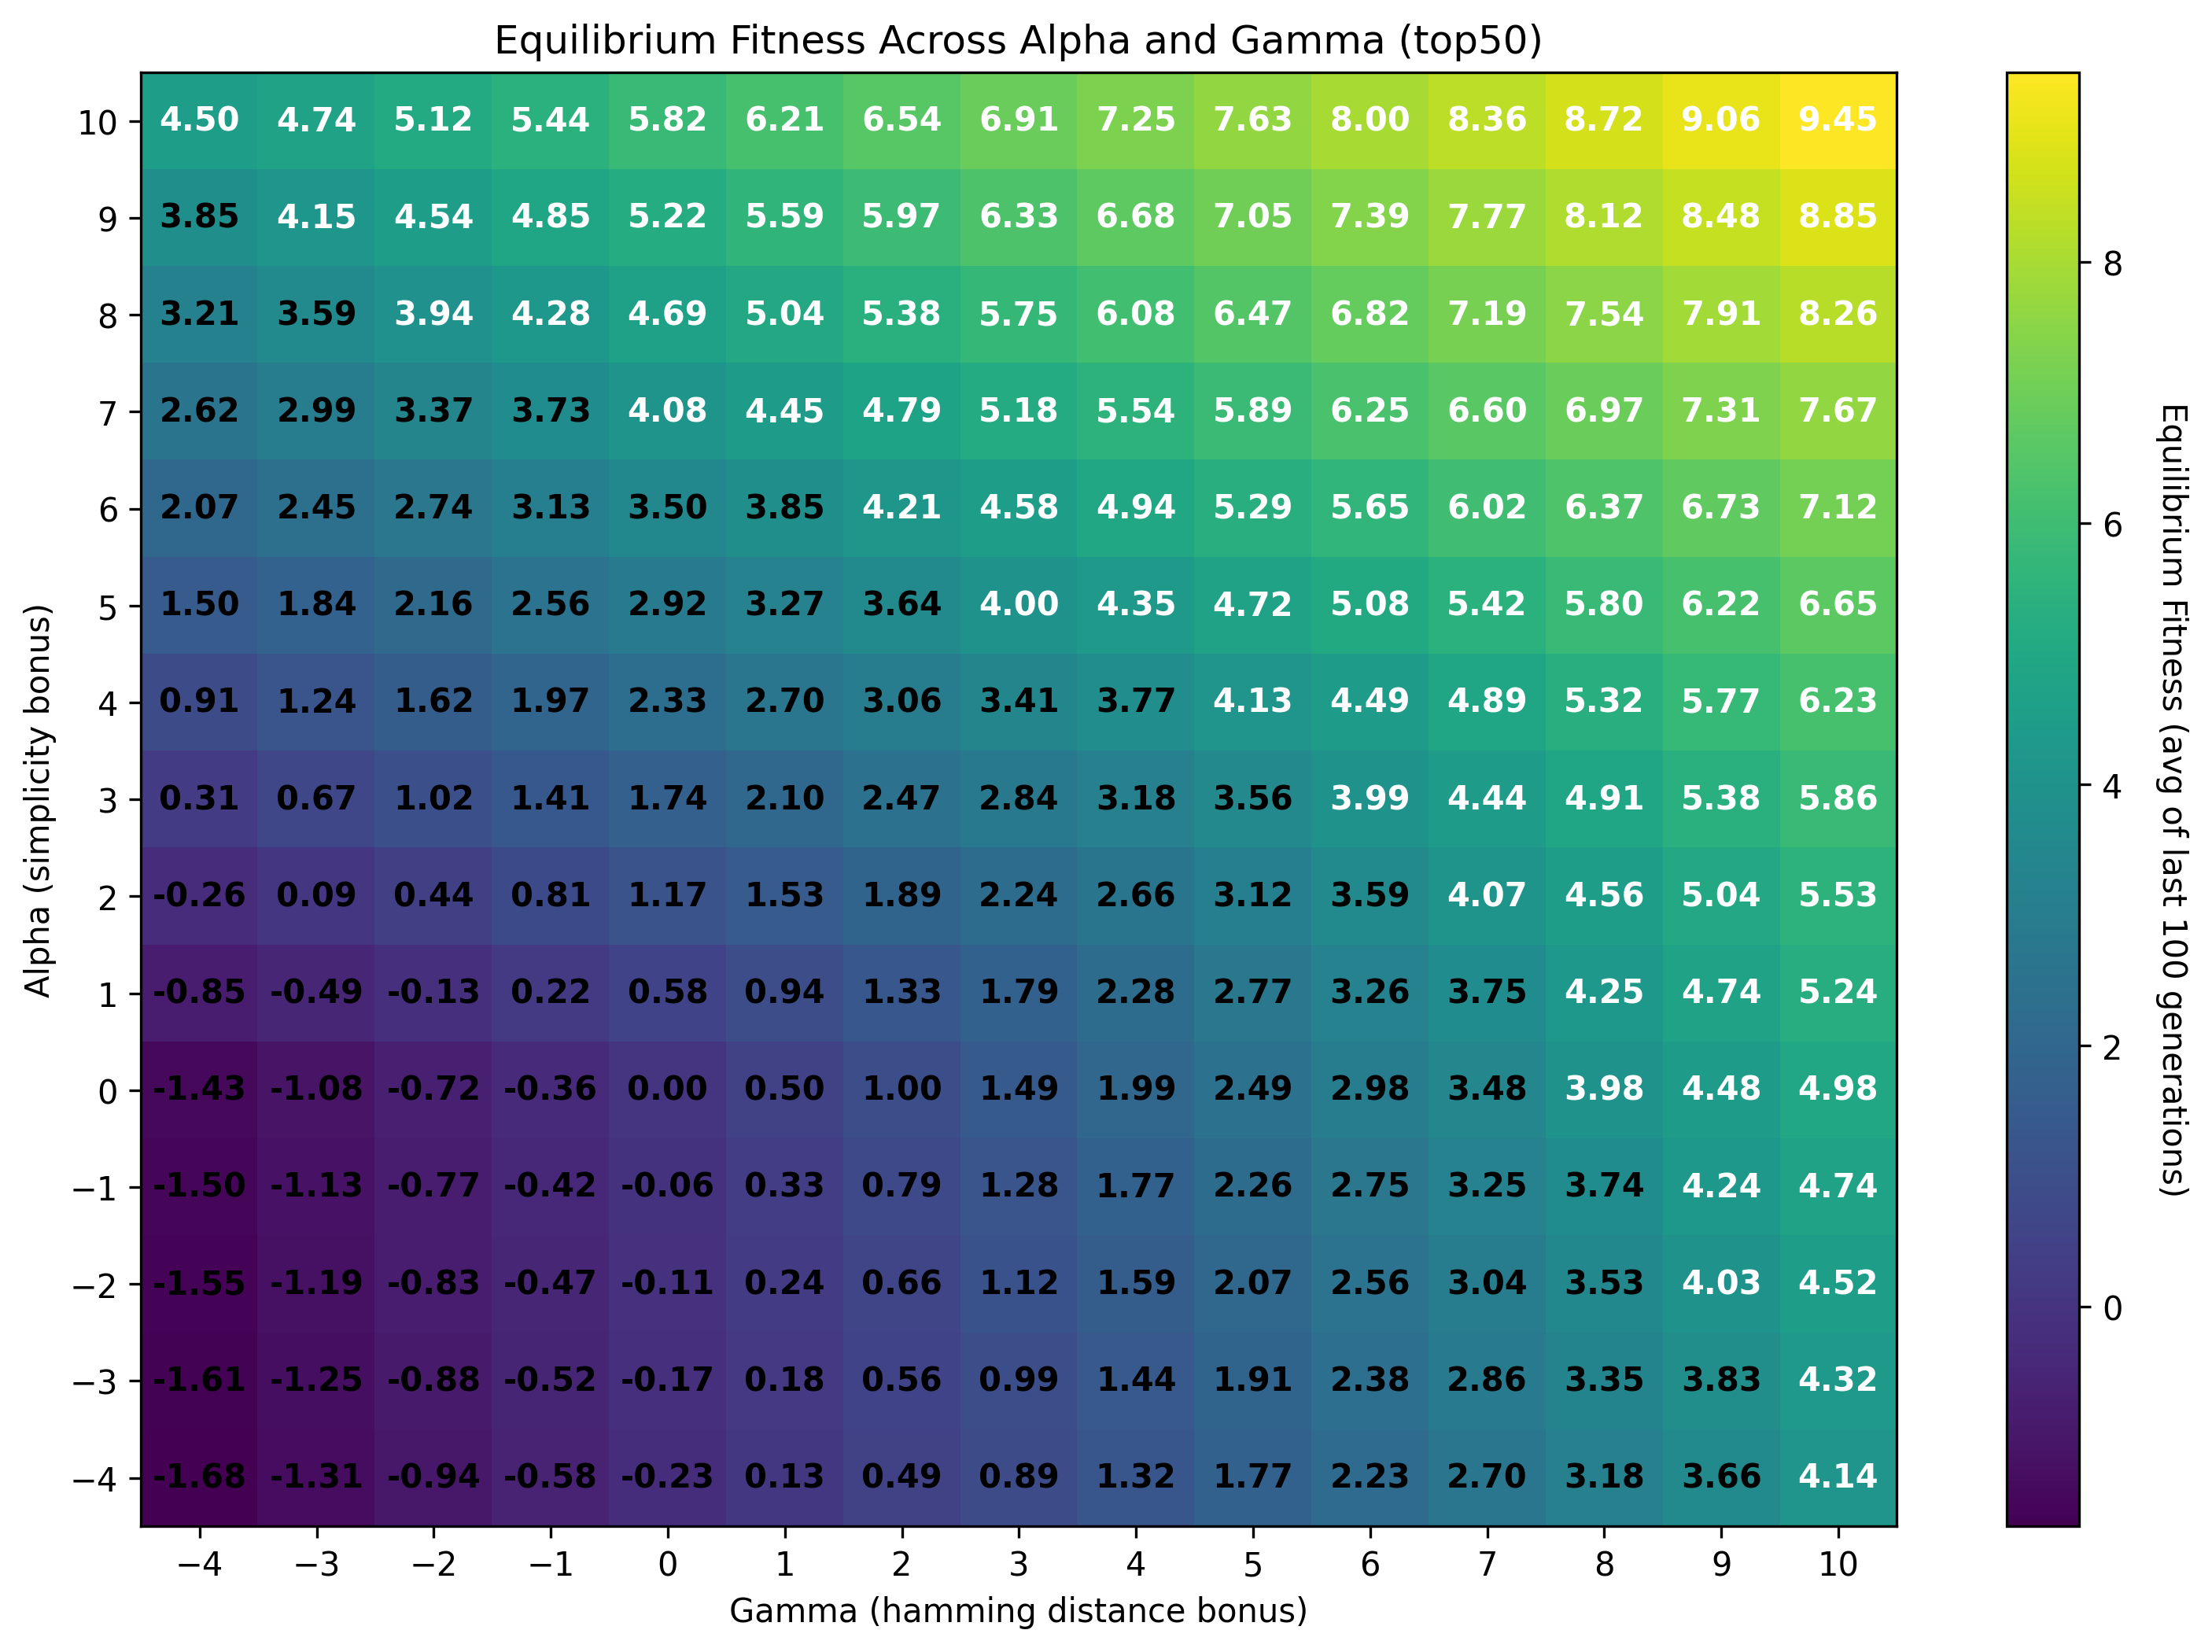 Equilibrium Fitness Across Alpha and Gamma (top50)
10 4.50 4.74 5.12 5.44 5.82 6.21 6.54 6.91 7.25 7.63 8.00 8.36 8.72 9.06 9.45
9 3.85 4.15 4.54 4.85 5.22 5.59 5.97 6.33 6.68 7.05 7.39 7.77 8.12 8.48 8.85
8 3.21 3.59 3.94 4.28 4.69 5.04 5.38 5.75 6.08 6.47 6.82 7.19 7.54 7.91 8.26
7 2.62 2.99 3.37 3.73 4.08 4.45 4.79 5.18 5.54 5.89 6.25 6.60 6.97 7.31 7.67
6 2.07 2.45 2.74 3.13 3.50 3.85 4.21 4.58 4.94 5.29 5.65 6.02 6.37 6.73 7.12
5 1.50 1.84 2.16 2.56 2.92 3.27 3.64 4.00 4.35 4.72 5.08 5.42 5.80 6.22 6.65
4 0.91 1.24 1.62 1.97 2.33 2.70 3.06 3.41 3.77 4.13 4.49 4.89 5.32 5.77 6.23
3 0.31 0.67 1.02 1.41 1.74 2.10 2.47 2.84 3.18 3.56 3.99 4.44 4.91 5.38 5.86
2 -0.26 0.09 0.44 0.81 1.17 1.53 1.89 2.24 2.66 3.12 3.59 4.07 4.56 5.04 5.53
1 -0.85 -0.49 -0.13 0.22 0.58 0.94 1.33 1.79 2.28 2.77 3.26 3.75 4.25 4.74 5.24
0 -1.43 -1.08 -0.72 -0.36 0.00 0.50 1.00 1.49 1.99 2.49 2.98 3.48 3.98 4.48 4.98
−1 -1.50 -1.13 -0.77 -0.42 -0.06 0.33 0.79 1.28 1.77 2.26 2.75 3.25 3.74 4.24 4.74
−2 -1.55 -1.19 -0.83 -0.47 -0.11 0.24 0.66 1.12 1.59 2.07 2.56 3.04 3.53 4.03 4.52
−3 -1.61 -1.25 -0.88 -0.52 -0.17 0.18 0.56 0.99 1.44 1.91 2.38 2.86 3.35 3.83 4.32
−4 -1.68 -1.31 -0.94 -0.58 -0.23 0.13 0.49 0.89 1.32 1.77 2.23 2.70 3.18 3.66 4.14
−4 −3 −2 −1 0 1 2 3 4 5 6 7 8 9 10
Gamma (hamming distance bonus)
Alpha (simplicity bonus)
8
6
4
2
0
Equilibrium Fitness (avg of last 100 generations)